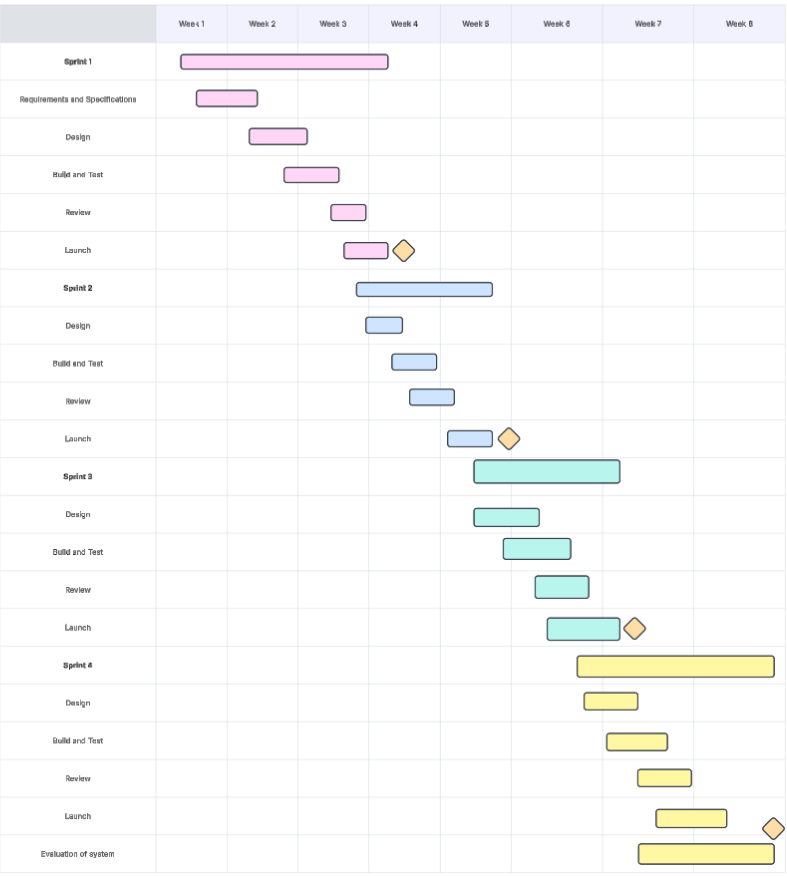 Week 1 Week 2 Week 3 Week 4 Week 5 Week 6 Week 7 Week 8
Sprint 1
Requirements and Specifications
Design
Build and Test
Review
Launch
Sprint 2
Design
Build and Test
Review
Launch
Sprint 3
Design
Build and Test
Review
Launch
Sprint 4
Design
Build and Test
Review
Launch
Evaluation of system